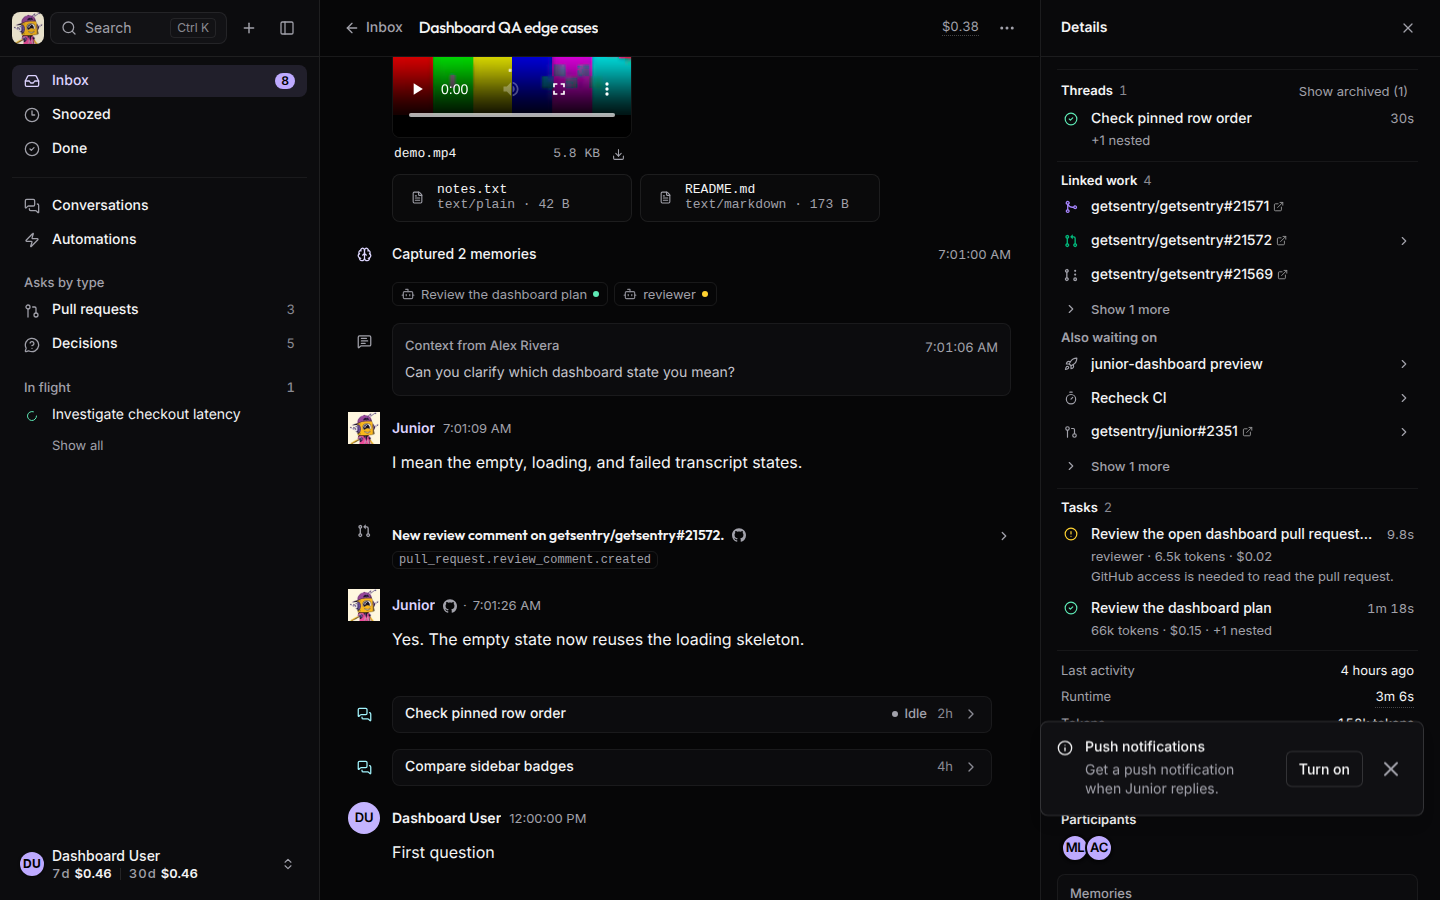 Search
Ctrl K
Inbox
8
Snoozed
Done
Conversations
Automations
Asks by type
Pull requests
3
Decisions
5
In flight
1
Investigate checkout latency
Show all
DU
Dashboard User
7d $0.46 30d $0.46
Inbox
Dashboard QA edge cases
$0.38
0:00
demo.mp4
5.8 KB
notes.txt
text/plain · 42 B
README.md
text/markdown · 173 B
Captured 2 memories
7:01:00 AM
Review the dashboard plan
reviewer
Context from Alex Rivera
7:01:06 AM
Can you clarify which dashboard state you mean?
Junior 7:01:09 AM
I mean the empty, loading, and failed transcript states.
New review comment on getsentry/getsentry#21572.
pull_request.review_comment.created
Junior · 7:01:26 AM
Yes. The empty state now reuses the loading skeleton.
Check pinned row order
Idle 2h
Compare sidebar badges
4h
DU
Dashboard User 12:00:00 PM
First question
Details
Threads 1
Show archived (1)
Check pinned row order
30s
+1 nested
Linked work 4
getsentry/getsentry#21571
getsentry/getsentry#21572
getsentry/getsentry#21569
Show 1 more
Also waiting on
junior-dashboard preview
Recheck CI
getsentry/junior#2351
Show 1 more
Tasks 2
Review the open dashboard pull request...
9.8s
reviewer · 6.5k tokens · $0.02
GitHub access is needed to read the pull request.
Review the dashboard plan
1m 18s
66k tokens · $0.15 · +1 nested
Last activity
4 hours ago
Runtime
3m 6s
Push notifications
Get a push notification
when Junior replies.
Turn on
Participants
ML
AC
Memories